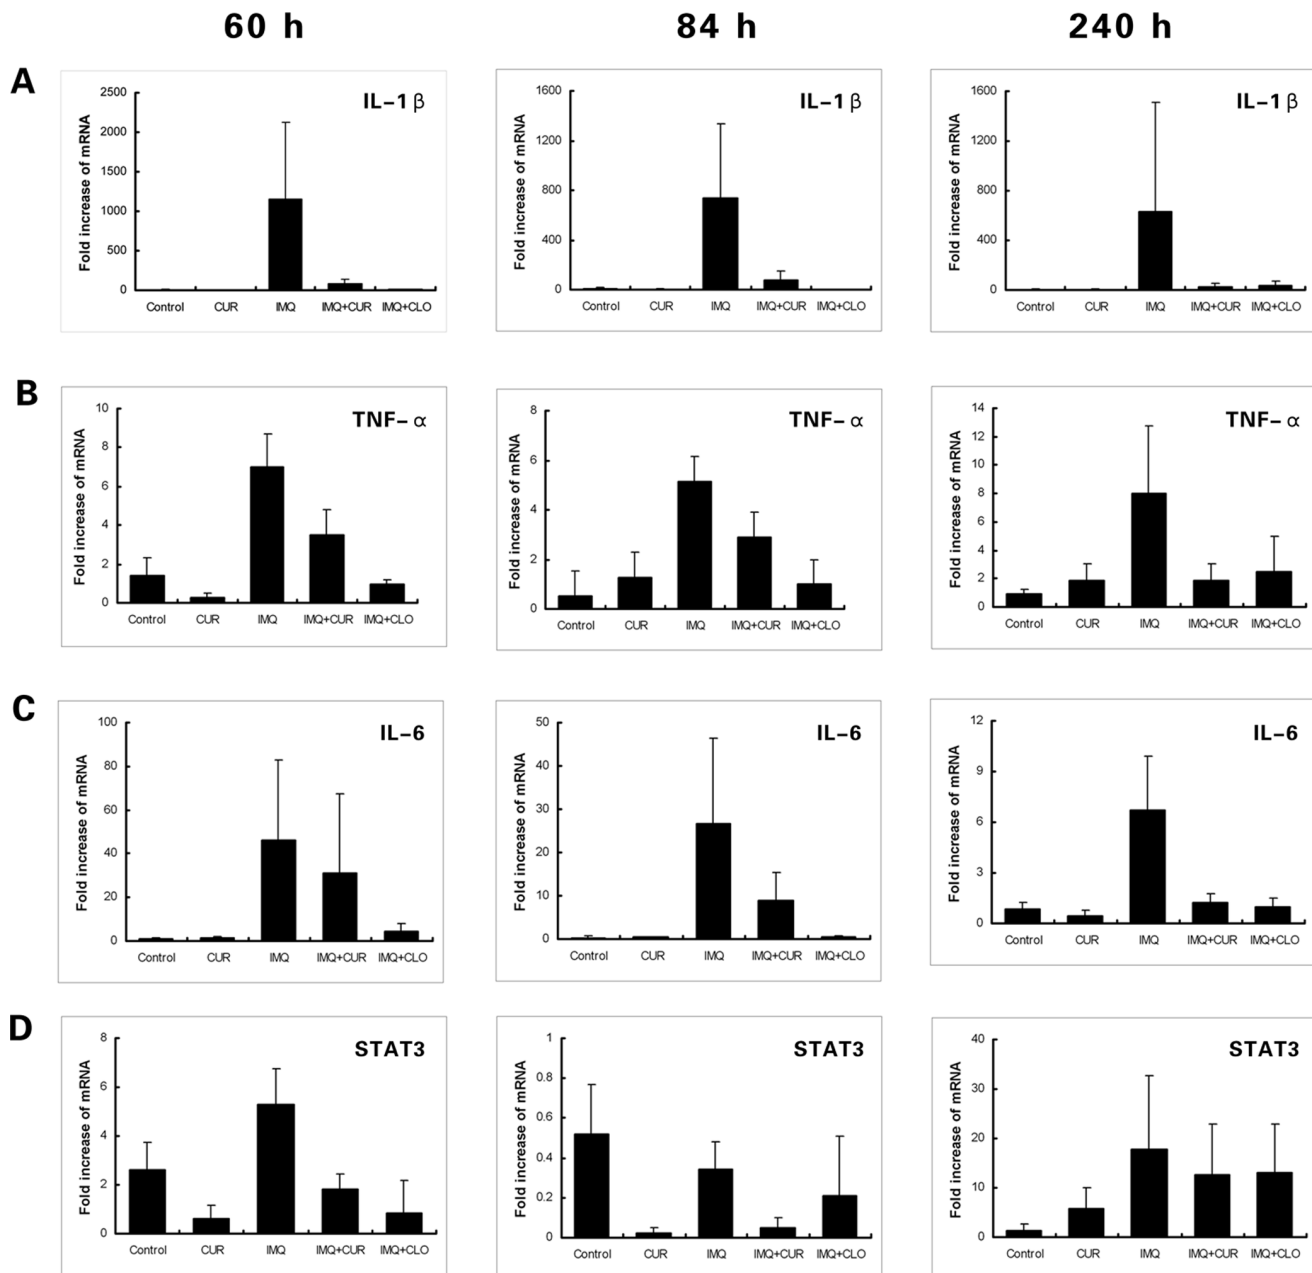 60 h 84 h 240 h
A
IL-1β
Fold increase of mRNA
2500
2000
1500
1000
500
0
Control CUR IMQ IMQ+CUR IMQ+CLO
IL-1β
Fold increase of mRNA
1600
1200
800
400
0
Control CUR IMQ IMQ+CUR IMQ+CLO
IL-1β
Fold increase of mRNA
1600
1200
800
400
0
Control CUR IMQ IMQ+CUR IMQ+CLO
B
TNF-α
Fold increase of mRNA
10
8
6
4
2
0
Control CUR IMQ IMQ+CUR IMQ+CLO
TNF-α
Fold increase of mRNA
8
6
4
2
0
Control CUR IMQ IMQ+CUR IMQ+CLO
TNF-α
Fold increase of mRNA
14
12
10
8
6
4
2
0
Control CUR IMQ IMQ+CUR IMQ+CLO
C
IL-6
Fold increase of mRNA
100
80
60
40
20
0
Control CUR IMQ IMQ+CUR IMQ+CLO
IL-6
Fold increase of mRNA
50
40
30
20
10
0
Control CUR IMQ IMQ+CUR IMQ+CLO
IL-6
Fold increase of mRNA
12
9
6
3
0
Control CUR IMQ IMQ+CUR IMQ+CLO
D
STAT3
Fold increase of mRNA
8
6
4
2
0
Control CUR IMQ IMQ+CUR IMQ+CLO
STAT3
Fold increase of mRNA
1
0.8
0.6
0.4
0.2
0
Control CUR IMQ IMQ+CUR IMQ+CLO
STAT3
Fold increase of mRNA
40
30
20
10
0
Control CUR IMQ IMQ+CUR IMQ+CLO